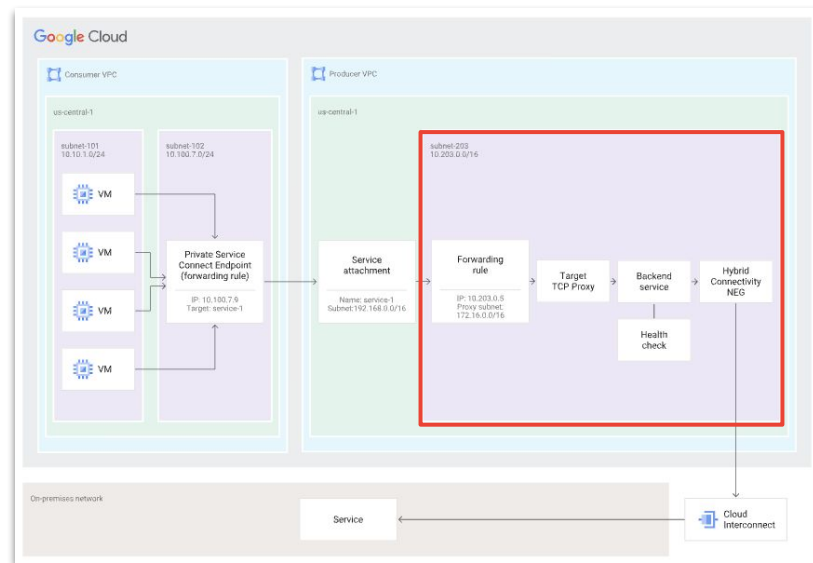 Google Cloud
Consumer VPC
us-central-1
subnet-101
10.10.1.0/24
VM
VM
VM
VM
subnet-102
10.100.7.0/24
Private Service
Connect Endpoint
(forwarding rule)
IP: 10.100.7.9
Target: service-1
Producer VPC
us-central-1
Service
attachment
Name: service-1
Subnet:192.168.0.0/16
subnet-203
10.203.0.0/16
Forwarding
rule
IP: 10.203.0.5
Proxy subnet:
172.16.0.0/16
Target
TCP Proxy
Backend
service
Health
check
Hybrid
Connectivity
NEG
On-premises network
Service
Cloud
Interconnect